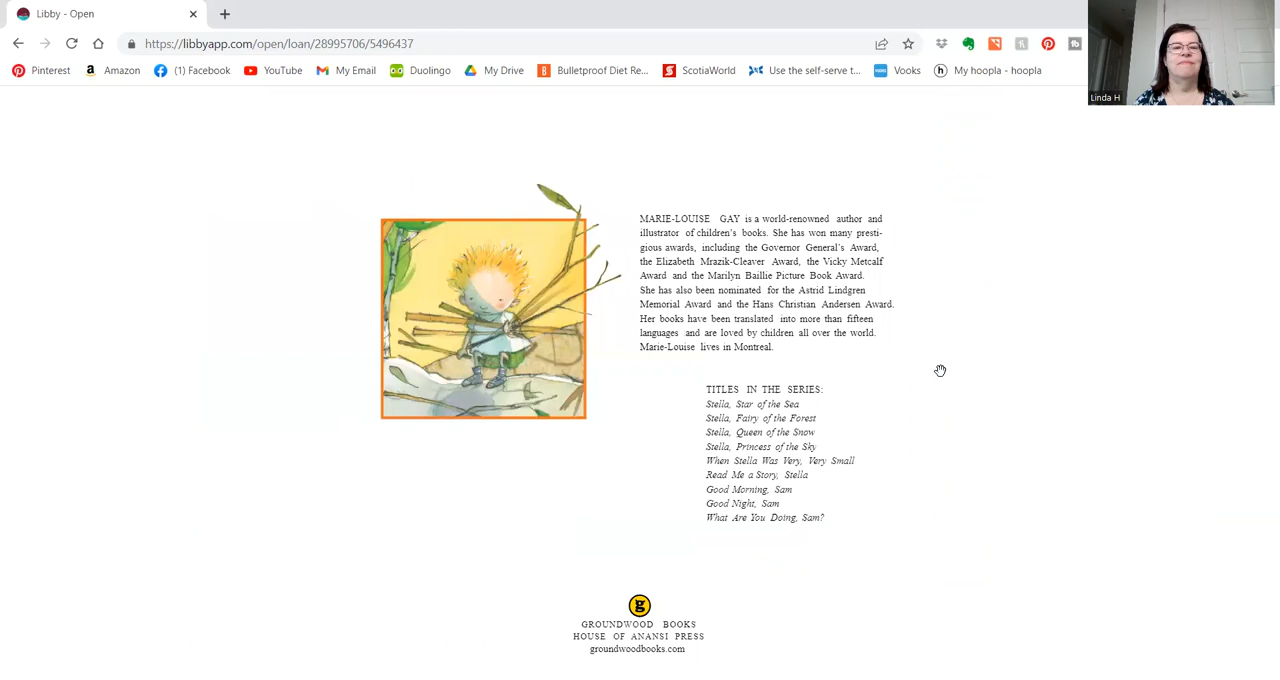 Libby - Open
https://libbyapp.com/open/loan/28995706/5496437
Pinterest Amazon (1) Facebook YouTube My Email Duolingo My Drive Bulletproof Diet Re... ScotiaWorld Use the self-serve t... Vooks My hoopla - hoopla
Linda H
MARIE-LOUISE GAY is a world-renowned author and
illustrator of children's books. She has won many presti-
gious awards, including the Governor General's Award,
the Elizabeth Mrazik-Cleaver Award, the Vicky Metcalf
Award and the Marilyn Baillie Picture Book Award.
She has also been nominated for the Astrid Lindgren
Memorial Award and the Hans Christian Andersen Award.
Her books have been translated into more than fifteen
languages and are loved by children all over the world.
Marie-Louise lives in Montreal.
TITLES IN THE SERIES:
Stella, Star of the Sea
Stella, Fairy of the Forest
Stella, Queen of the Snow
Stella, Princess of the Sky
When Stella Was Very, Very Small
Read Me a Story, Stella
Good Morning, Sam
Good Night, Sam
What Are You Doing, Sam?
g
GROUNDWOOD BOOKS
HOUSE OF ANANSI PRESS
groundwoodbooks.com